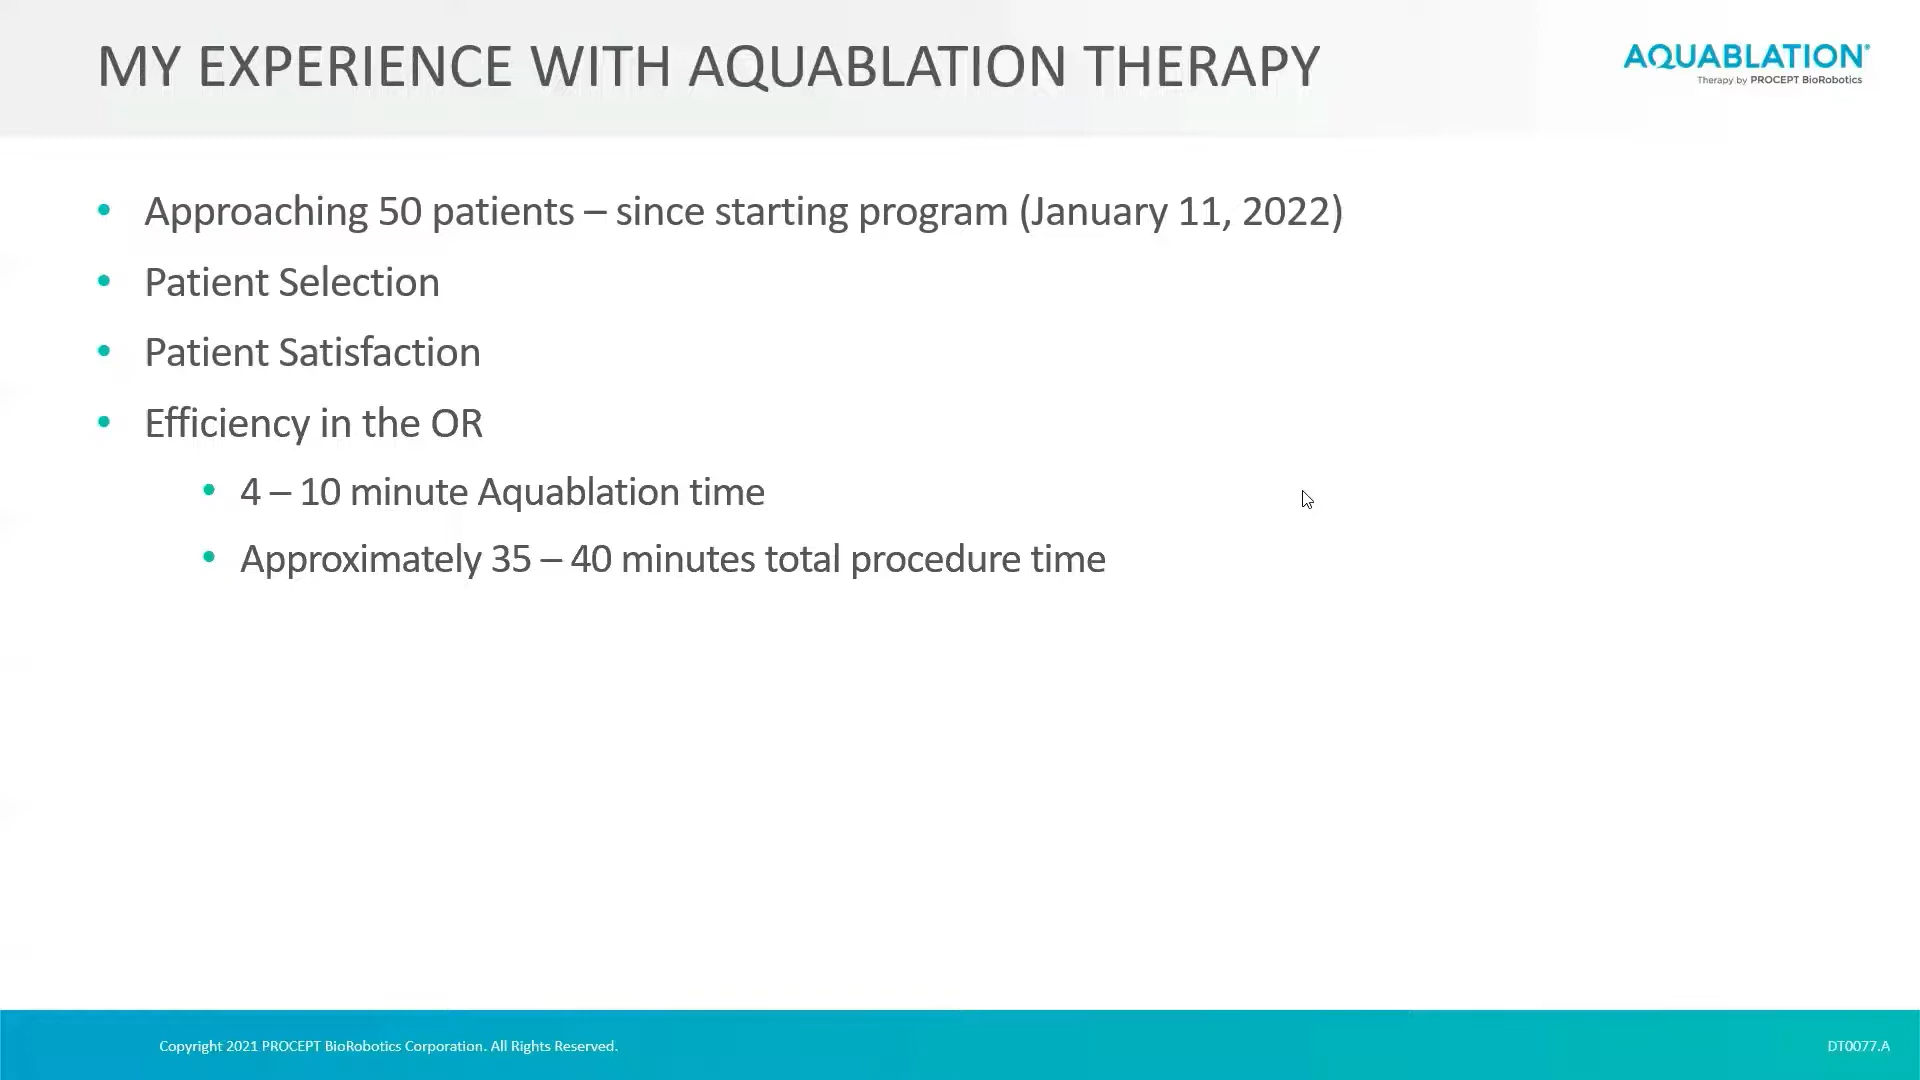 MY EXPERIENCE WITH AQUABLATION THERAPY
AQUABLATION®
Therapy by PROCEPT BioRobotics
• Approaching 50 patients – since starting program (January 11, 2022)
• Patient Selection
• Patient Satisfaction
• Efficiency in the OR
• 4 – 10 minute Aquablation time
• Approximately 35 – 40 minutes total procedure time
Copyright 2021 PROCEPT BioRobotics Corporation. All Rights Reserved.
DT0077.A